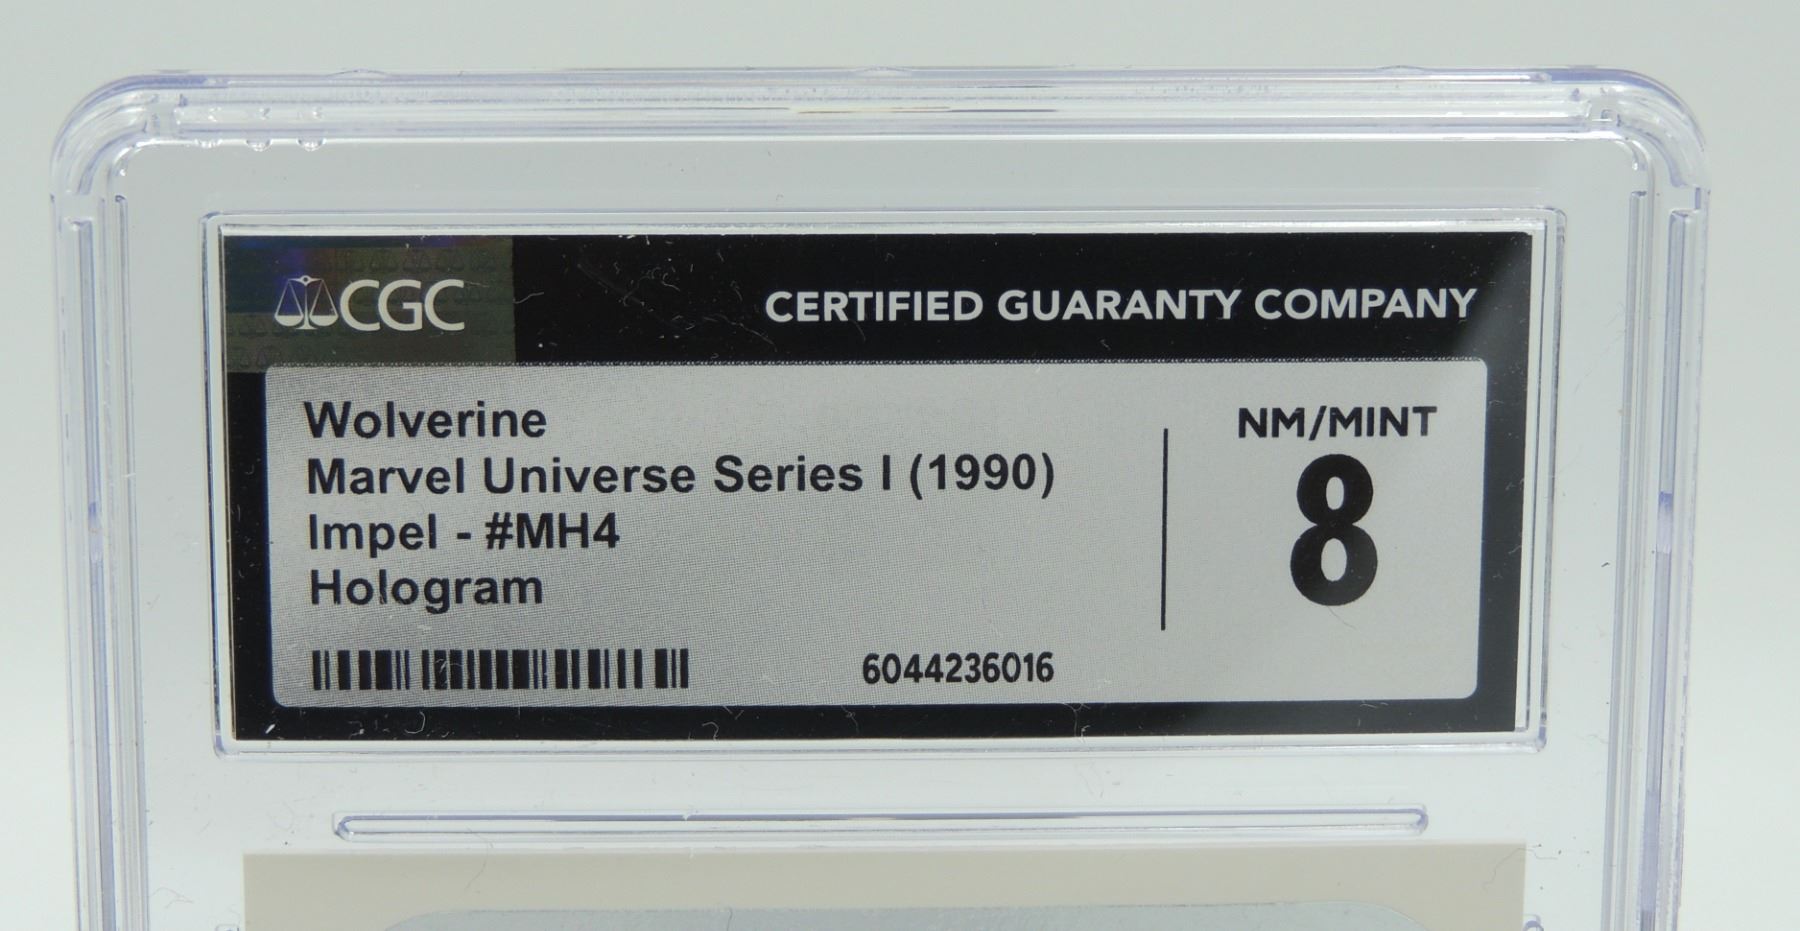 CGC
CERTIFIED GUARANTY COMPANY
Wolverine
Marvel Universe Series I (1990)
Impel - #MH4
Hologram
6044236016
NM/MINT
8